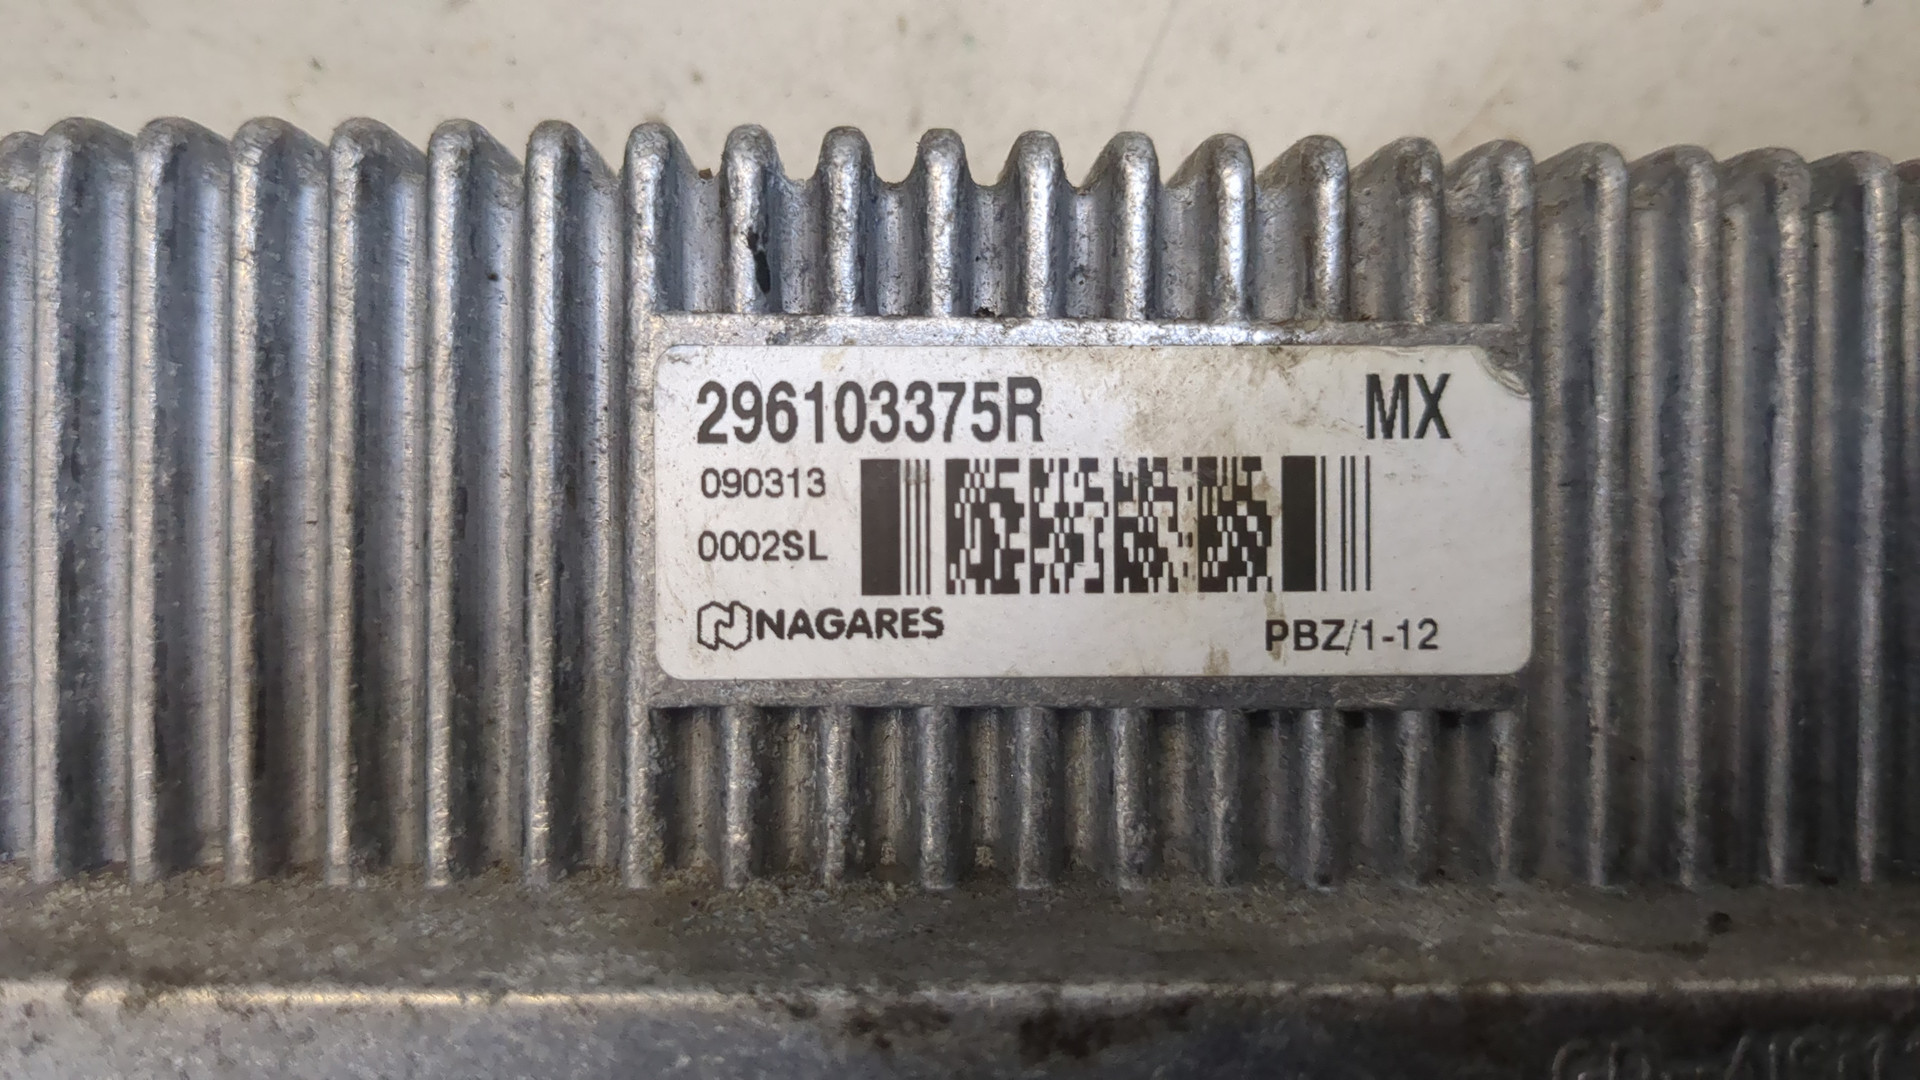 296103375R MX
090313
0002SL
NAGARES PBZ/1-12